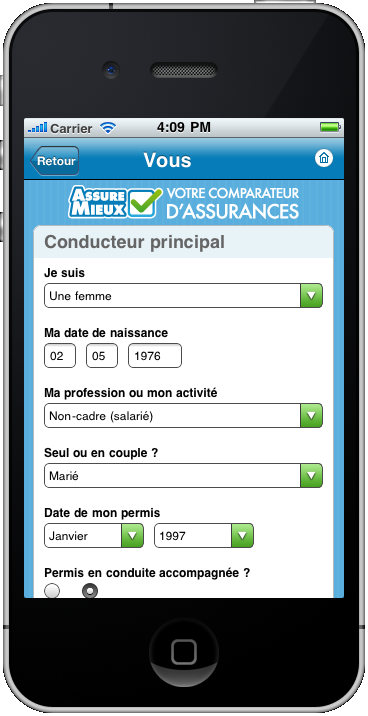 Carrier 4:09 PM
Retour Vous
ASSURE MIEUX VOTRE COMPARATEUR D'ASSURANCES
Conducteur principal
Je suis
Une femme
Ma date de naissance
02 05 1976
Ma profession ou mon activité
Non-cadre (salarié)
Seul ou en couple ?
Marié
Date de mon permis
Janvier 1997
Permis en conduite accompagnée ?